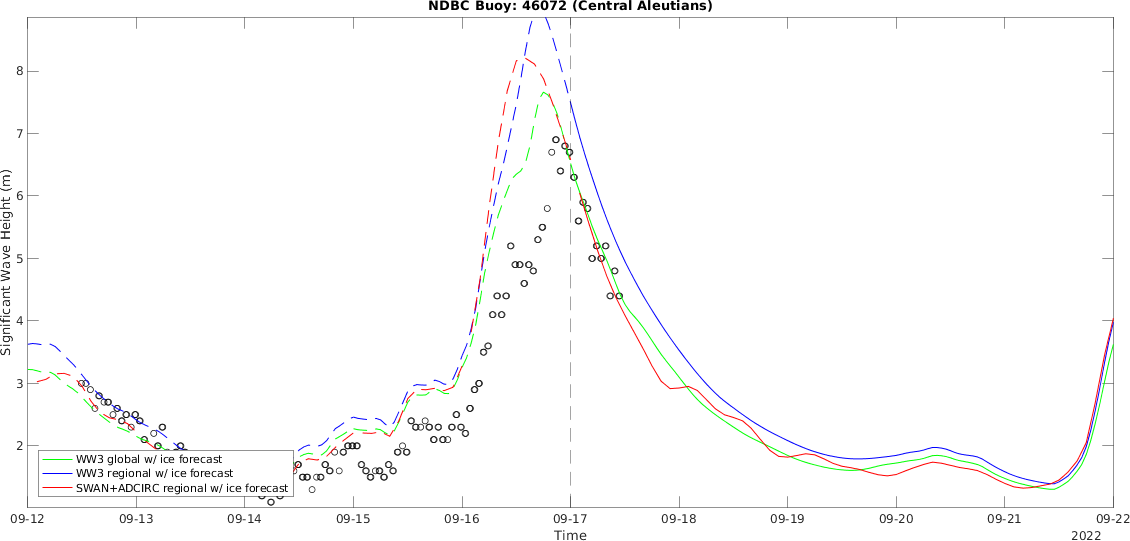 NDBC Buoy: 46072 (Central Aleutians)
8
7
6
5
4
3
2
Significant Wave Height (m)
WW3 global w/ ice forecast
WW3 regional w/ ice forecast
SWAN+ADCIRC regional w/ ice forecast
09-12 09-13 09-14 09-15 09-16 09-17 09-18 09-19 09-20 09-21 09-22
Time
2022